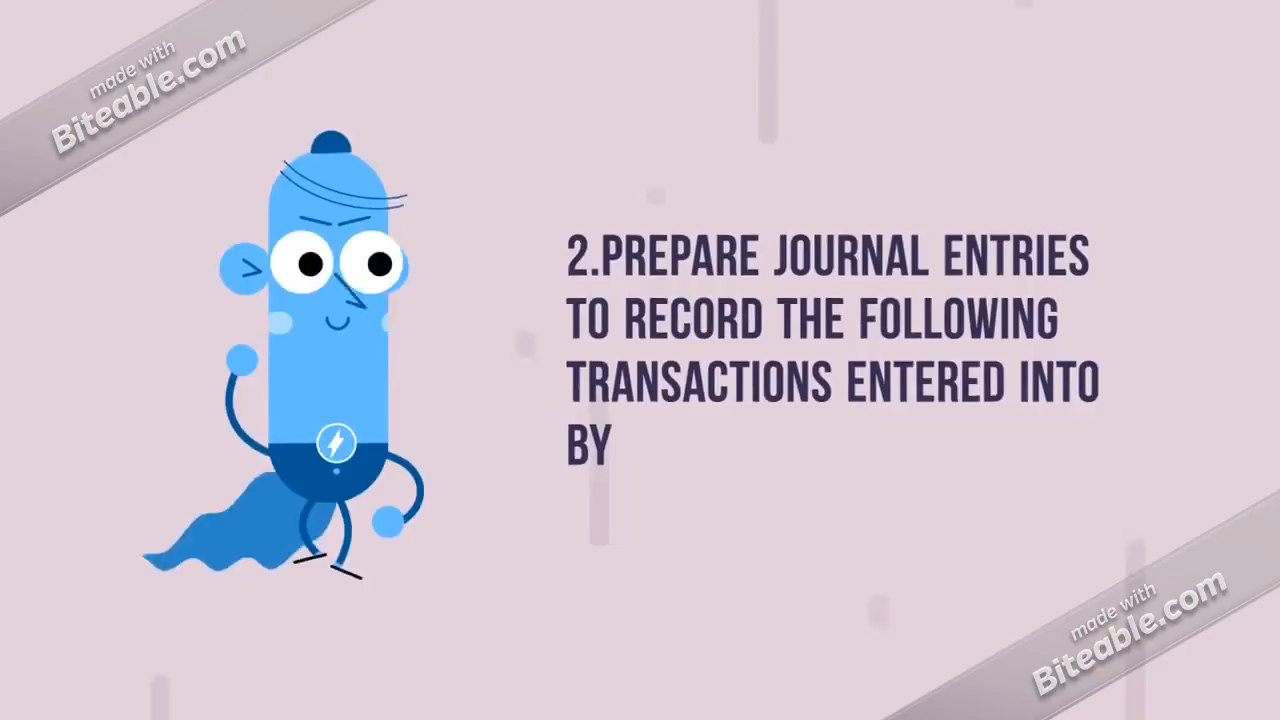 made with
Biteable.com
2.PREPARE JOURNAL ENTRIES
TO RECORD THE FOLLOWING
TRANSACTIONS ENTERED INTO
BY
made with
Biteable.com